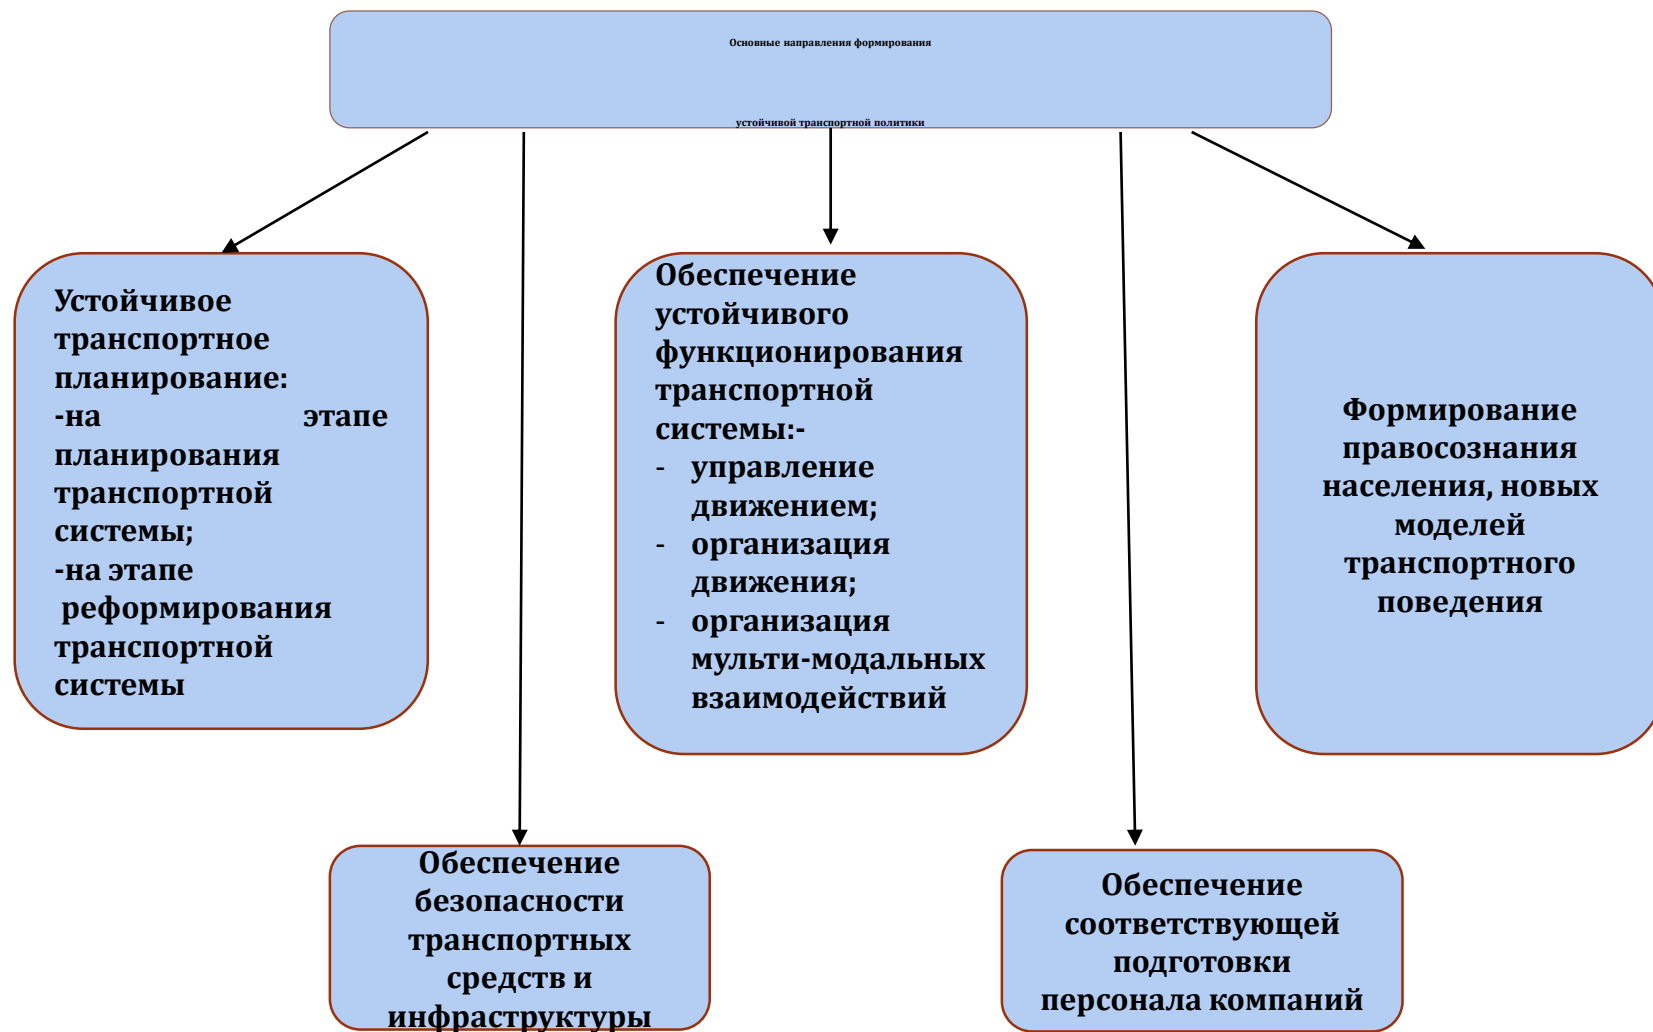 Основные направления формирования
устойчивой транспортной политики
Устойчивое
транспортное
планирование:
-на этапе
планирования
транспортной
системы;
-на этапе
реформирования
транспортной
системы
Обеспечение
устойчивого
функционирования
транспортной
системы:-
- управление
движением;
- организация
движения;
- организация
мульти-модальных
взаимодействий
Формирование
правосознания
населения, новых
моделей
транспортного
поведения
Обеспечение
безопасности
транспортных
средств и
инфраструктуры
Обеспечение
соответствующей
подготовки
персонала компаний